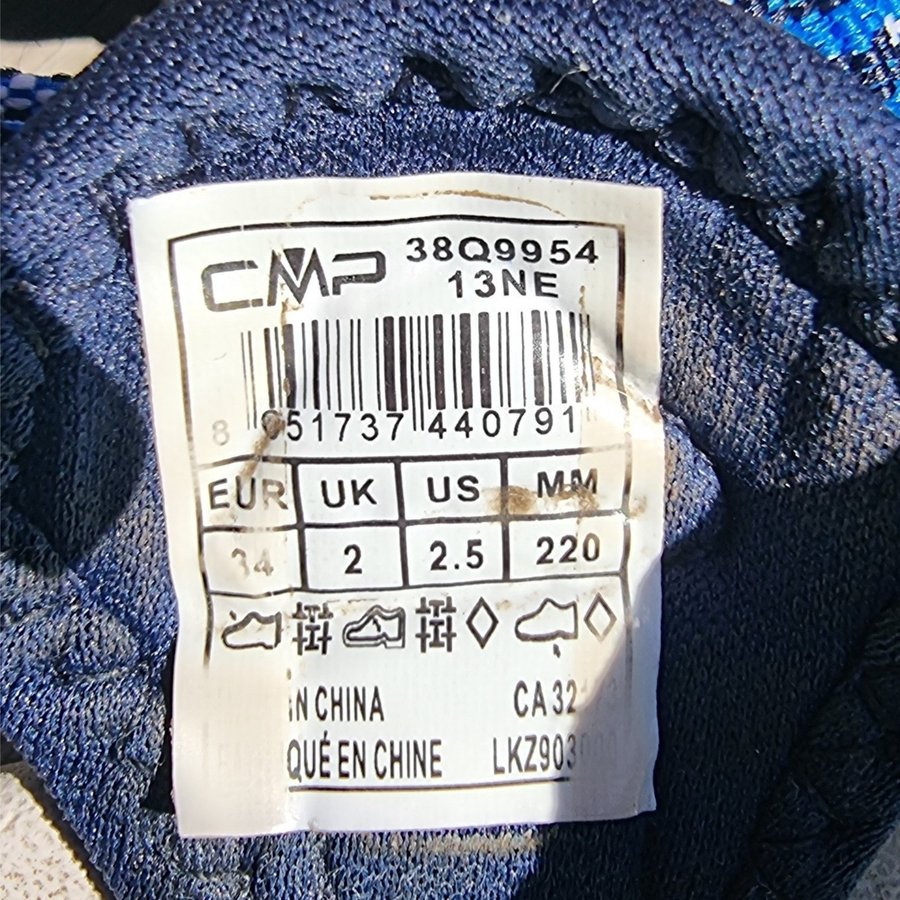 CMP 38Q9954
13NE
8 051737 440791
EUR UK US MM
34 2 2.5 220
IN CHINA CA 32
QUÉ EN CHINE LKZ903